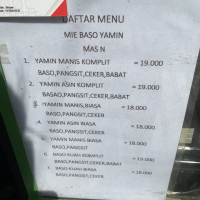 DAFTAR MENU
MIE BASO YAMIN
MAS N
1. YAMIN MANIS KOMPLIT = 19.000
BASO,PANGSIT,CEKER,BABAT
2. YAMIN ASIN KOMPLIT = 19.000
BASO,PANGSIT,CEKER,BABAT
YAMIN MANIS,BIASA = 18.000
BASO,PANGSIT,CEKER
4. YAMIN ASIN BIASA = 18.000
BASO,PANGSIT,CEKER
YAMIN MANIS BIASA = 18.000
BASO,PANGSIT
6. BASO KUAH KOMPLIT = 19.000
BASO,PANGSIT,CEKER,BABAT
BASO KUAH BIASA = 18.000
BASO,PANGSIT,CEKER